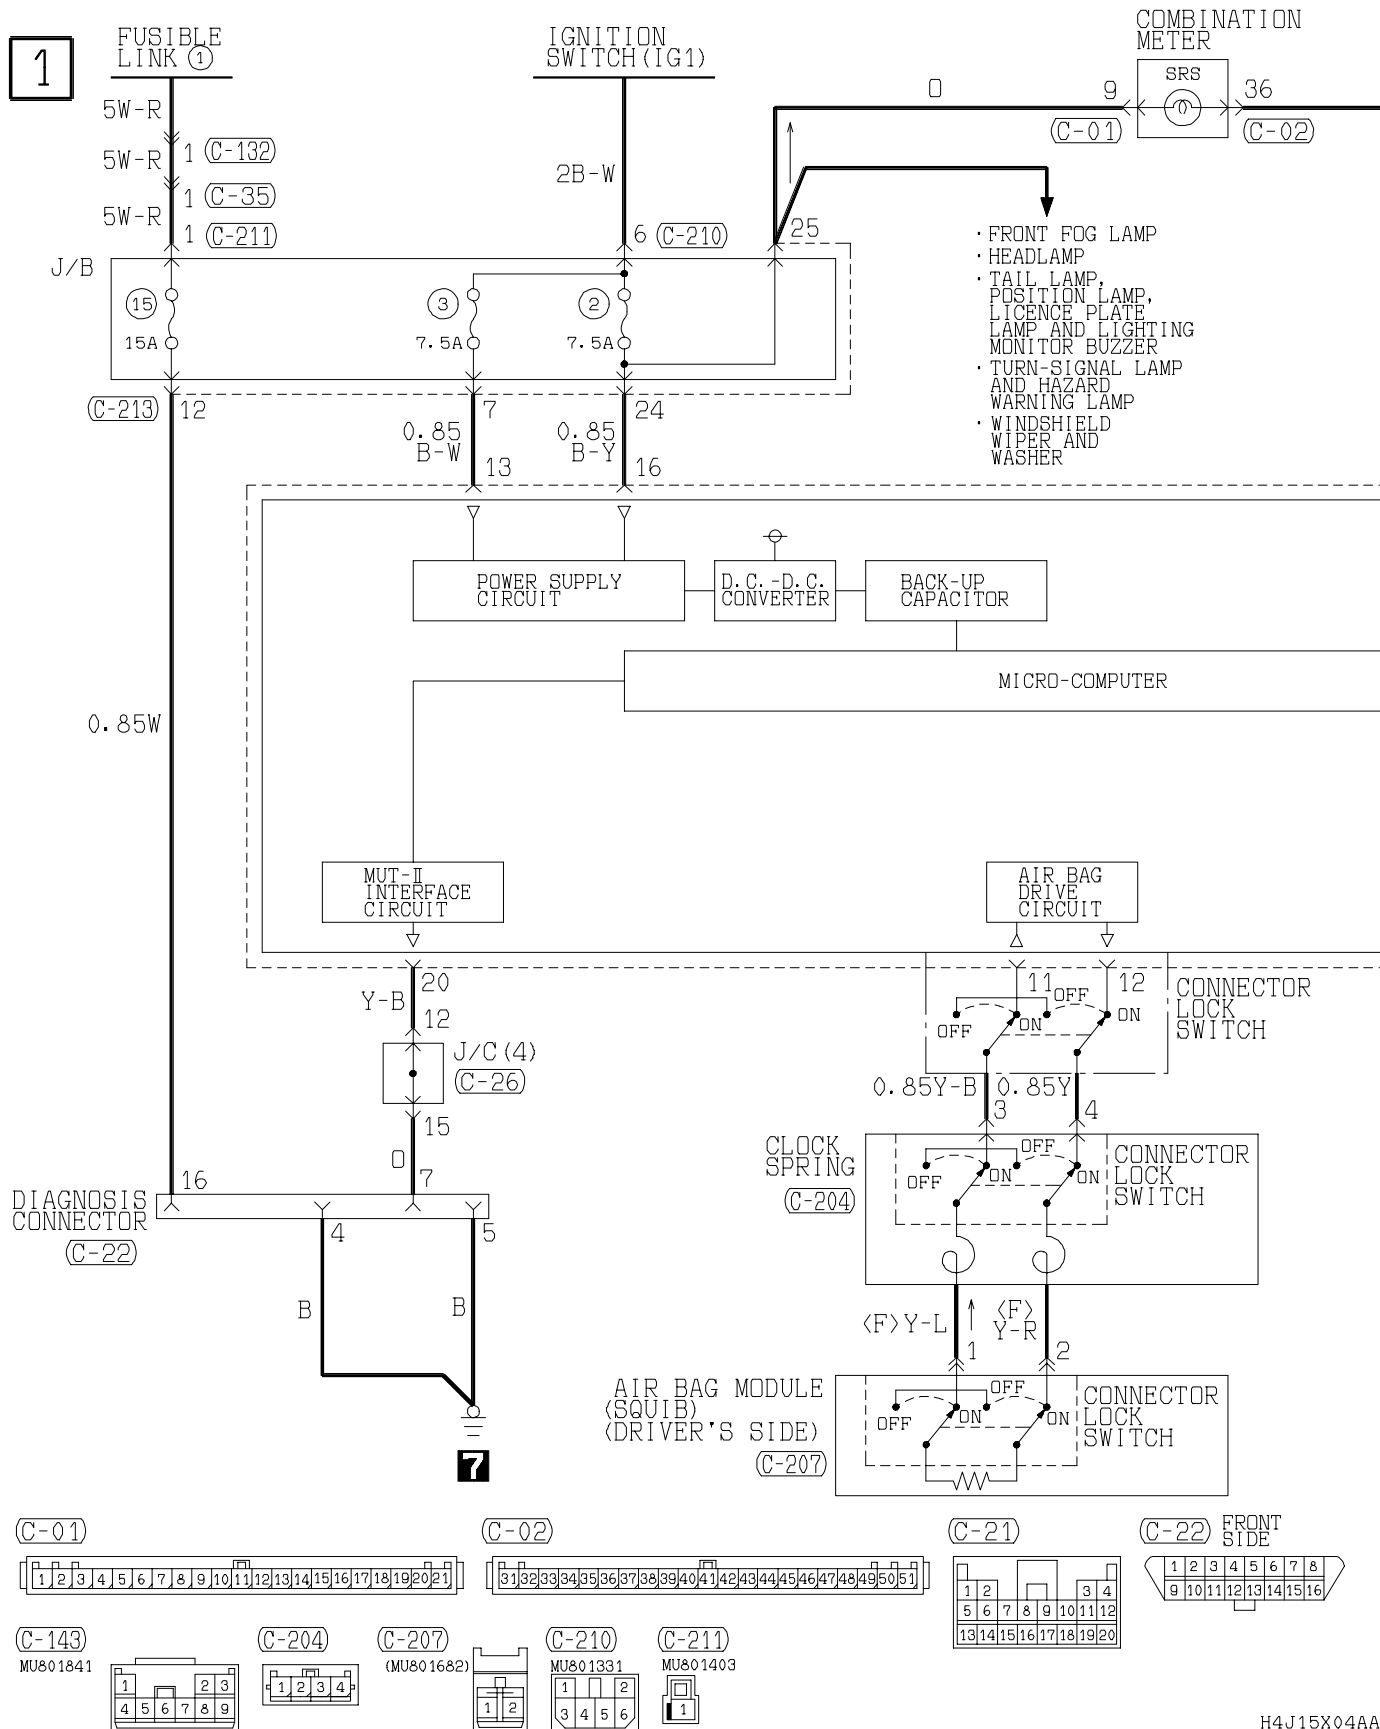 1
FUSIBLE
LINK ①
IGNITION
SWITCH(IG1)
COMBINATION
METER
SRS
5W-R
5W-R
5W-R
1 (C-132)
1 (C-35)
1 (C-211)
2B-W
6 (C-210)
25
O
9
36
(C-01)
(C-02)
· FRONT FOG LAMP
· HEADLAMP
· TAIL LAMP,
POSITION LAMP,
LICENCE PLATE
LAMP AND LIGHTING
MONITOR BUZZER
· TURN-SIGNAL LAMP
AND HAZARD
WARNING LAMP
· WINDSHIELD
WIPER AND
WASHER
J/B
⑮
15A
③
7.5A
②
7.5A
(C-213) 12
7
24
0.85
B-W
0.85
B-Y
13
16
POWER SUPPLY
CIRCUIT
D.C.-D.C.
CONVERTER
BACK-UP
CAPACITOR
MICRO-COMPUTER
0.85W
MUT-II
INTERFACE
CIRCUIT
AIR BAG
DRIVE
CIRCUIT
20
Y-B
12
J/C(4)
(C-26)
15
O
7
11
12
OFF
OFF
ON
ON
CONNECTOR
LOCK
SWITCH
0.85Y-B
0.85Y
3
4
CLOCK
SPRING
(C-204)
OFF
OFF
ON
ON
CONNECTOR
LOCK
SWITCH
16
DIAGNOSIS
CONNECTOR
(C-22)
4
5
B
B
7
<F>Y-L
<F>
Y-R
1
2
AIR BAG MODULE
(SQUIB)
(DRIVER'S SIDE)
(C-207)
OFF
OFF
ON
ON
CONNECTOR
LOCK
SWITCH
(C-01)
1 2 3 4 5 6 7 8 9 10 11 12 13 14 15 16 17 18 19 20 21
(C-02)
31 32 33 34 35 36 37 38 39 40 41 42 43 44 45 46 47 48 49 50 51
(C-21)
1 2 3 4
5 6 7 8 9 10 11 12
13 14 15 16 17 18 19 20
(C-22) FRONT
SIDE
1 2 3 4 5 6 7 8
9 10 11 12 13 14 15 16
(C-143)
MU801841
1 2 3
4 5 6 7 8 9
(C-204)
1 2 3 4
(C-207)
(MU801682)
1 2
(C-210)
MU801331
1 2
3 4 5 6
(C-211)
MU801403
1
H4J15X04AA